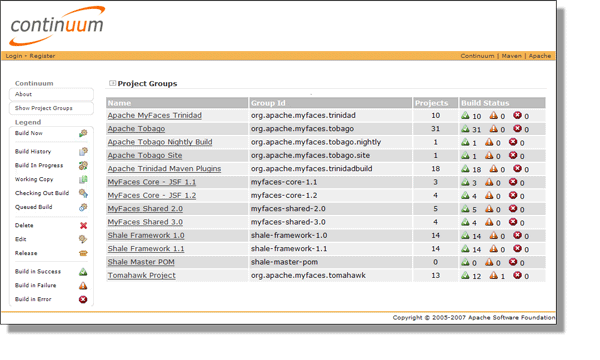 continuum
Login - Register
Continuum | Maven | Apache
Continuum
About
Show Project Groups
Legend
Build Now
Build History
Build In Progress
Working Copy
Checking Out Build
Queued Build
Delete
Edit
Release
Build in Success
Build in Failure
Build in Error
Project Groups
Name Group Id Projects Build Status
Apache MyFaces Trinidad org.apache.myfaces.trinidad 10 10 0 0
Apache Tobago org.apache.myfaces.tobago 31 31 0 0
Apache Tobago Nightly Build org.apache.myfaces.tobago.nightly 1 1 0 0
Apache Tobago Site org.apache.myfaces.tobago.site 1 1 0 0
Apache Trinidad Maven Plugins org.apache.myfaces.trinidadbuild 18 18 0 0
MyFaces Core - JSF 1.1 myfaces-core-1.1 3 3 0 0
MyFaces Core - JSF 1.2 myfaces-core-1.2 4 4 0 0
MyFaces Shared 2.0 myfaces-shared-2.0 5 5 0 0
MyFaces Shared 3.0 myfaces-shared-3.0 4 4 0 0
Shale Framework 1.0 shale-framework-1.0 14 14 0 0
Shale Framework 1.1 shale-framework-1.1 14 14 0 0
Shale Master POM shale-master-pom 0 0 0 0
Tomahawk Project org.apache.myfaces.tomahawk 13 12 1 0
Copyright © 2005-2007 Apache Software Foundation